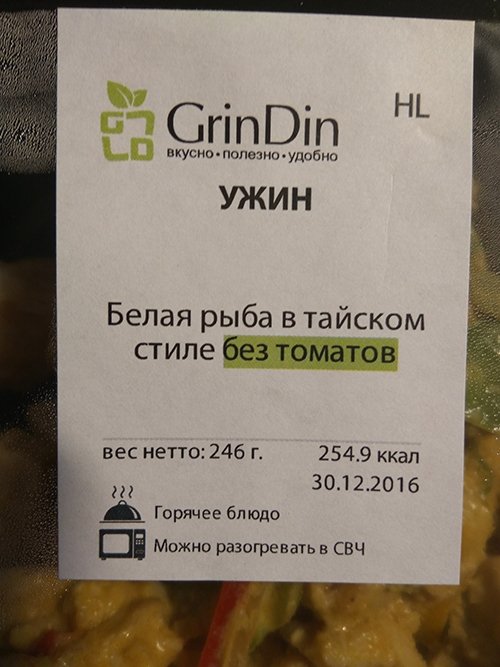 HL
GrinDin
вкусно•полезно•удобно
УЖИН
Белая рыба в тайском
стиле без томатов
вес нетто: 246 г. 254.9 ккал
30.12.2016
Горячее блюдо
Можно разогревать в СВЧ